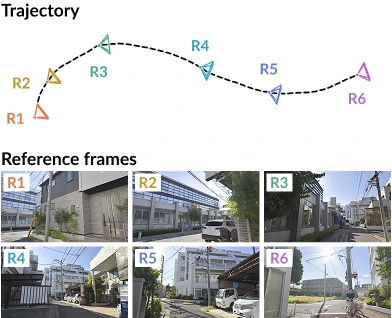 Trajectory
R4
R2
R3
R5
R6
R1
Reference frames
R1 R2 R3
R4 R5 R6